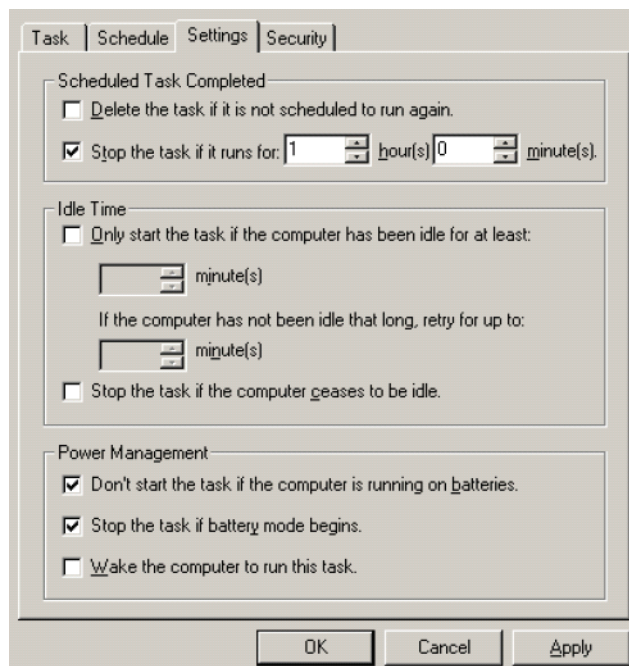 Task Schedule Settings Security
Scheduled Task Completed
Delete the task if it is not scheduled to run again.
Stop the task if it runs for: 1 hour(s) 0 minute(s).
Idle Time
Only start the task if the computer has been idle for at least:
minute(s)
If the computer has not been idle that long, retry for up to:
minute(s)
Stop the task if the computer ceases to be idle.
Power Management
Don't start the task if the computer is running on batteries.
Stop the task if battery mode begins.
Wake the computer to run this task.
OK Cancel Apply